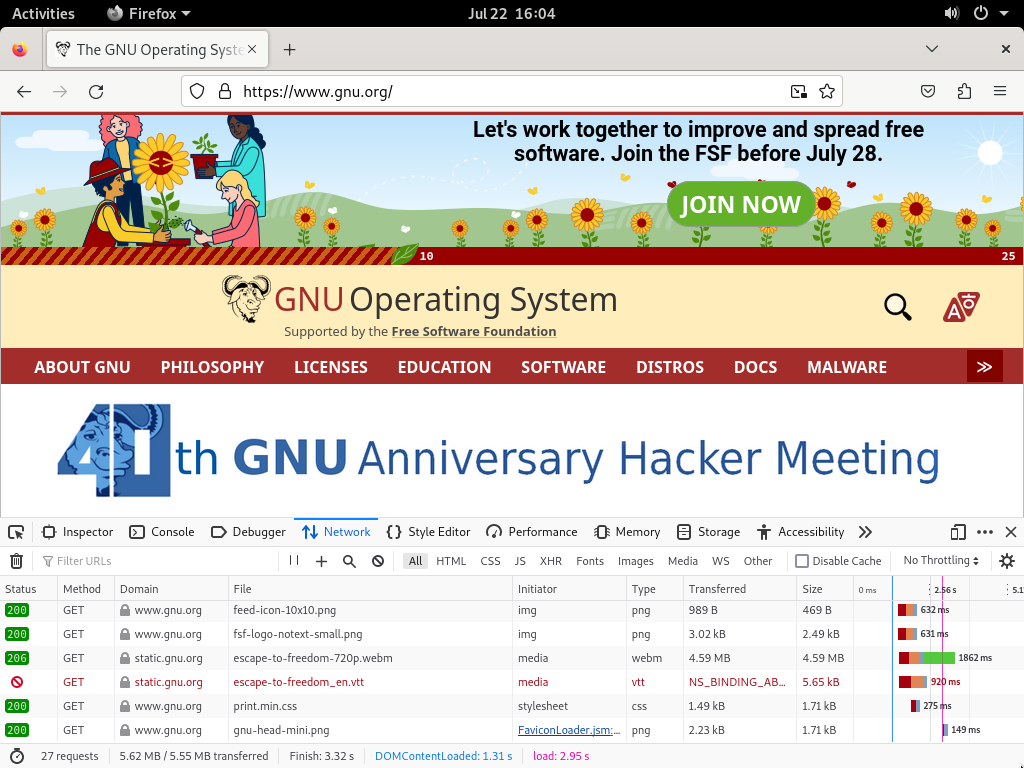 Activities Firefox Jul 22 16:04
The GNU Operating Syste
https://www.gnu.org/
Let's work together to improve and spread free
software. Join the FSF before July 28.
JOIN NOW
10 25
GNU Operating System
Supported by the Free Software Foundation
ABOUT GNU PHILOSOPHY LICENSES EDUCATION SOFTWARE DISTROS DOCS MALWARE
40th GNU Anniversary Hacker Meeting
Inspector Console Debugger Network Style Editor Performance Memory Storage Accessibility
Filter URLs All HTML CSS JS XHR Fonts Images Media WS Other Disable Cache No Throttling
Status Method Domain File Initiator Type Transferred Size 0 ms 2.56 s 5.1
200 GET www.gnu.org feed-icon-10x10.png img png 989 B 469 B 632 ms
200 GET www.gnu.org fsf-logo-notext-small.png img png 3.02 kB 2.49 kB 631 ms
206 GET static.gnu.org escape-to-freedom-720p.webm media webm 4.59 MB 4.59 MB 1862 ms
GET static.gnu.org escape-to-freedom_en.vtt media vtt NS_BINDING_AB... 5.65 kB 920 ms
200 GET www.gnu.org print.min.css stylesheet css 1.49 kB 1.71 kB 275 ms
200 GET www.gnu.org gnu-head-mini.png FaviconLoader.jsm:... png 2.23 kB 1.71 kB 149 ms
27 requests 5.62 MB / 5.55 MB transferred Finish: 3.32 s DOMContentLoaded: 1.31 s load: 2.95 s